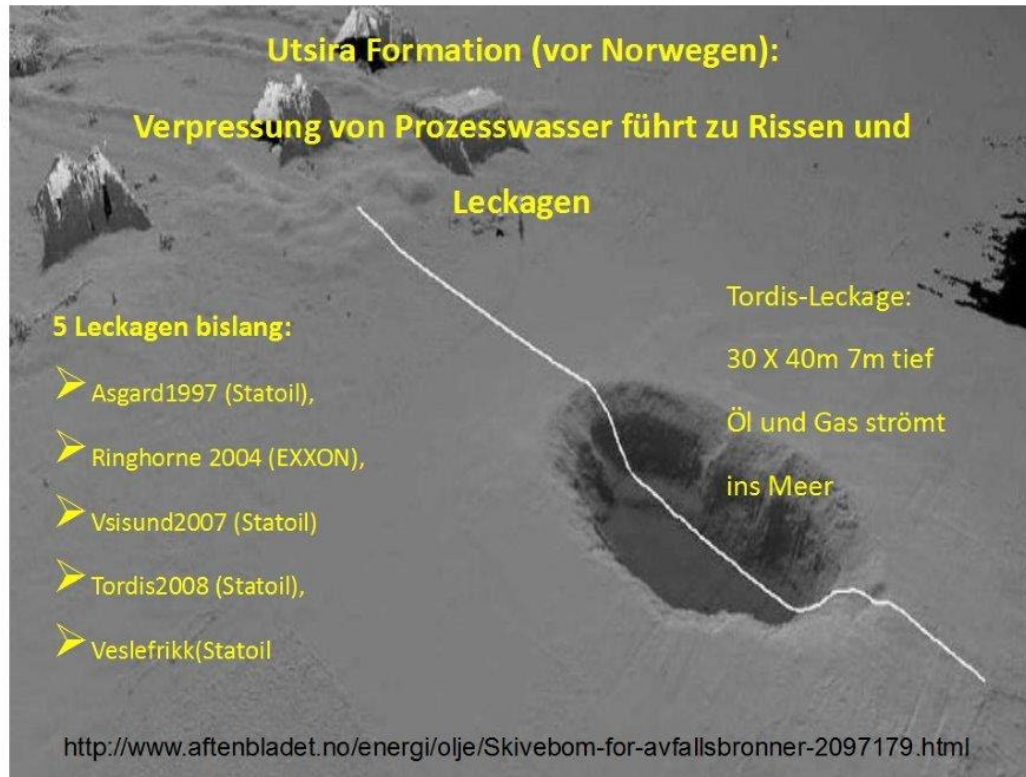 Utsira Formation (vor Norwegen):
Verpressung von Prozesswasser führt zu Rissen und
Leckagen
5 Leckagen bislang:
Asgard1997 (Statoil),
Ringhorne 2004 (EXXON),
Vsisund2007 (Statoil)
Tordis2008 (Statoil),
Veslefrikk(Statoil
Tordis-Leckage:
30 X 40m 7m tief
Öl und Gas strömt
ins Meer
http://www.aftenbladet.no/energi/olje/Skivebom-for-avfallsbronner-2097179.html